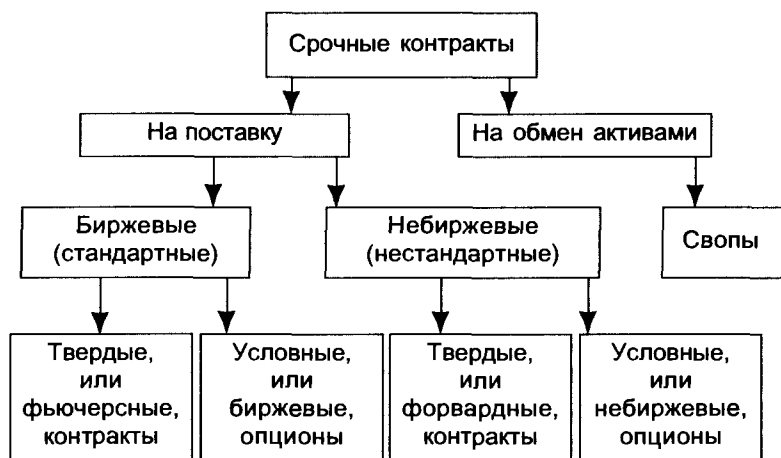 Срочные контракты
На поставку
На обмен активами
Биржевые
(стандартные)
Небиржевые
(нестандартные)
Свопы
Твердые,
или
фьючерсные,
контракты
Условные,
или
биржевые,
опционы
Твердые,
или
форвардные,
контракты
Условные,
или
небиржевые,
опционы